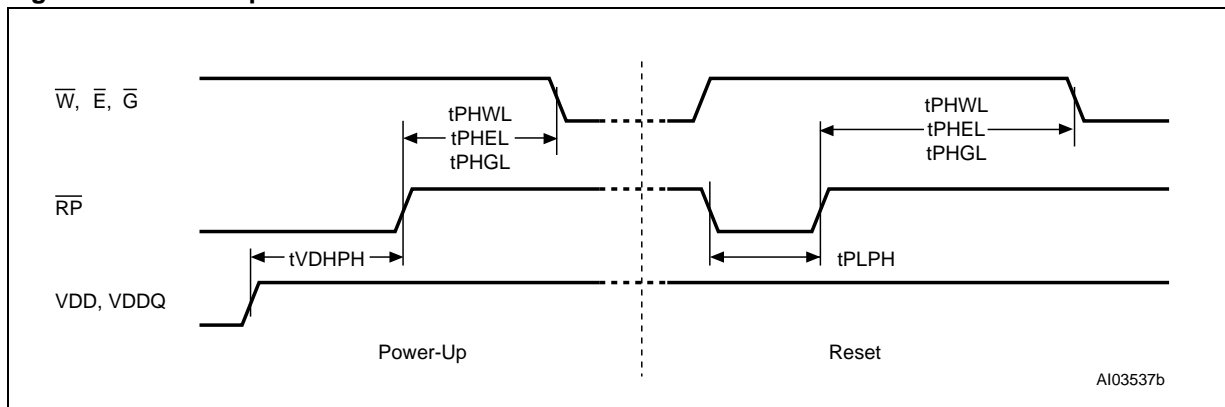 W, E, G
tPHWL
tPHEL
tPHGL
tPHWL
tPHEL
tPHGL
RP
tVDHPH
tPLPH
VDD, VDDQ
Power-Up
Reset
AI03537b